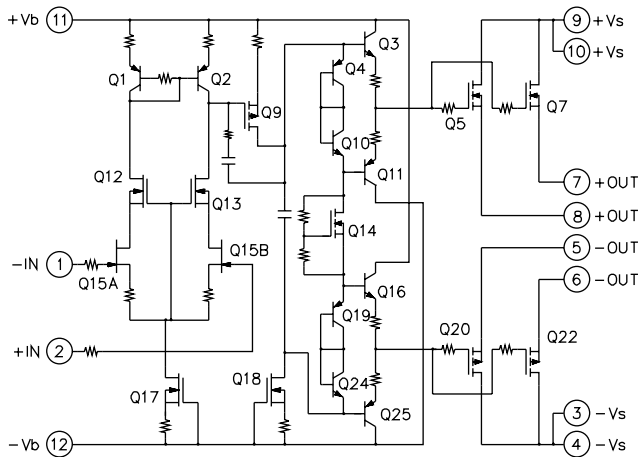 +Vb 11
Q3
9 +Vs
10 +Vs
Q1
Q2
Q4
Q9
Q5
Q7
Q10
Q12
Q13
Q11
7 +OUT
8 +OUT
Q14
5 -OUT
-IN 1
Q15A
Q15B
6 -OUT
Q16
Q19
Q20
Q22
+IN 2
Q17
Q18
Q24
Q25
3 -Vs
-Vb 12
4 -Vs